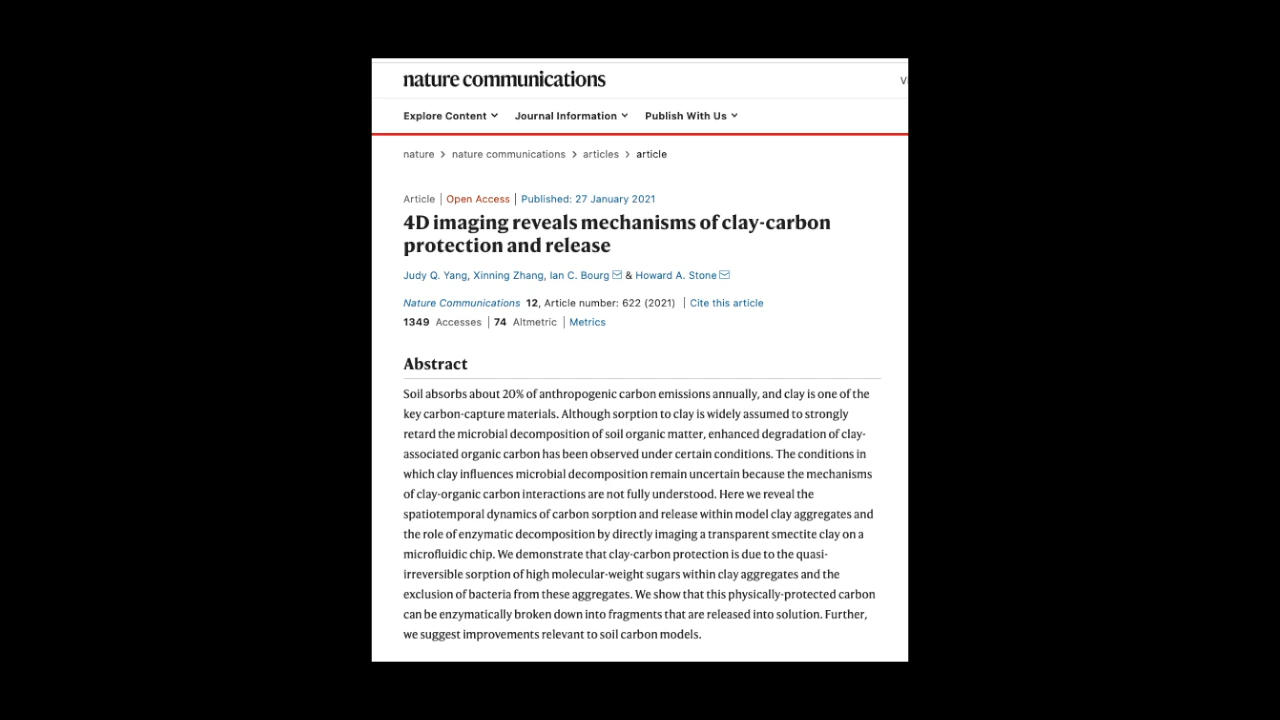 nature communications
V
Explore Content Journal Information Publish With Us
nature > nature communications > articles > article
Article | Open Access | Published: 27 January 2021
4D imaging reveals mechanisms of clay-carbon
protection and release
Judy Q. Yang, Xinning Zhang, Ian C. Bourg & Howard A. Stone
Nature Communications 12, Article number: 622 (2021) | Cite this article
1349 Accesses | 74 Altmetric | Metrics
Abstract
Soil absorbs about 20% of anthropogenic carbon emissions annually, and clay is one of the
key carbon-capture materials. Although sorption to clay is widely assumed to strongly
retard the microbial decomposition of soil organic matter, enhanced degradation of clay-
associated organic carbon has been observed under certain conditions. The conditions in
which clay influences microbial decomposition remain uncertain because the mechanisms
of clay-organic carbon interactions are not fully understood. Here we reveal the
spatiotemporal dynamics of carbon sorption and release within model clay aggregates and
the role of enzymatic decomposition by directly imaging a transparent smectite clay on a
microfluidic chip. We demonstrate that clay-carbon protection is due to the quasi-
irreversible sorption of high molecular-weight sugars within clay aggregates and the
exclusion of bacteria from these aggregates. We show that this physically-protected carbon
can be enzymatically broken down into fragments that are released into solution. Further,
we suggest improvements relevant to soil carbon models.